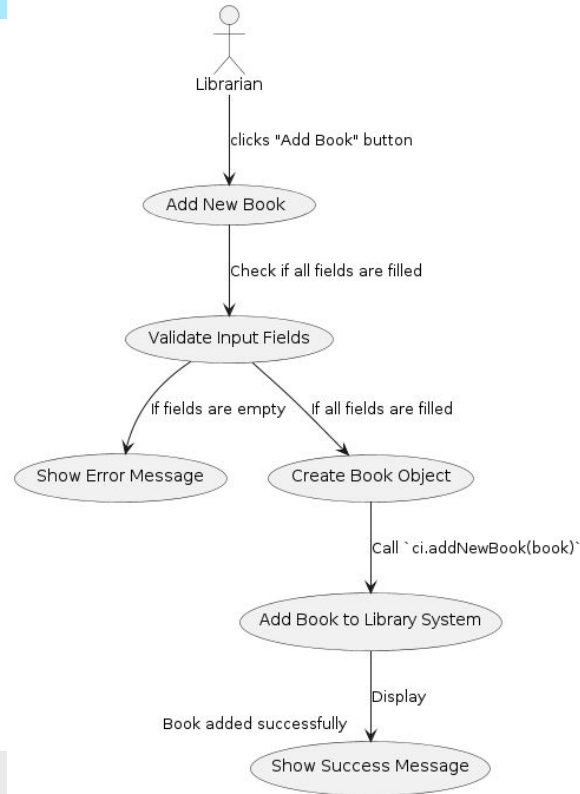 Librarian
clicks "Add Book" button
Add New Book
Check if all fields are filled
Validate Input Fields
If fields are empty
If all fields are filled
Show Error Message
Create Book Object
Call `ci.addNewBook(book)`
Add Book to Library System
Display
Book added successfully
Show Success Message